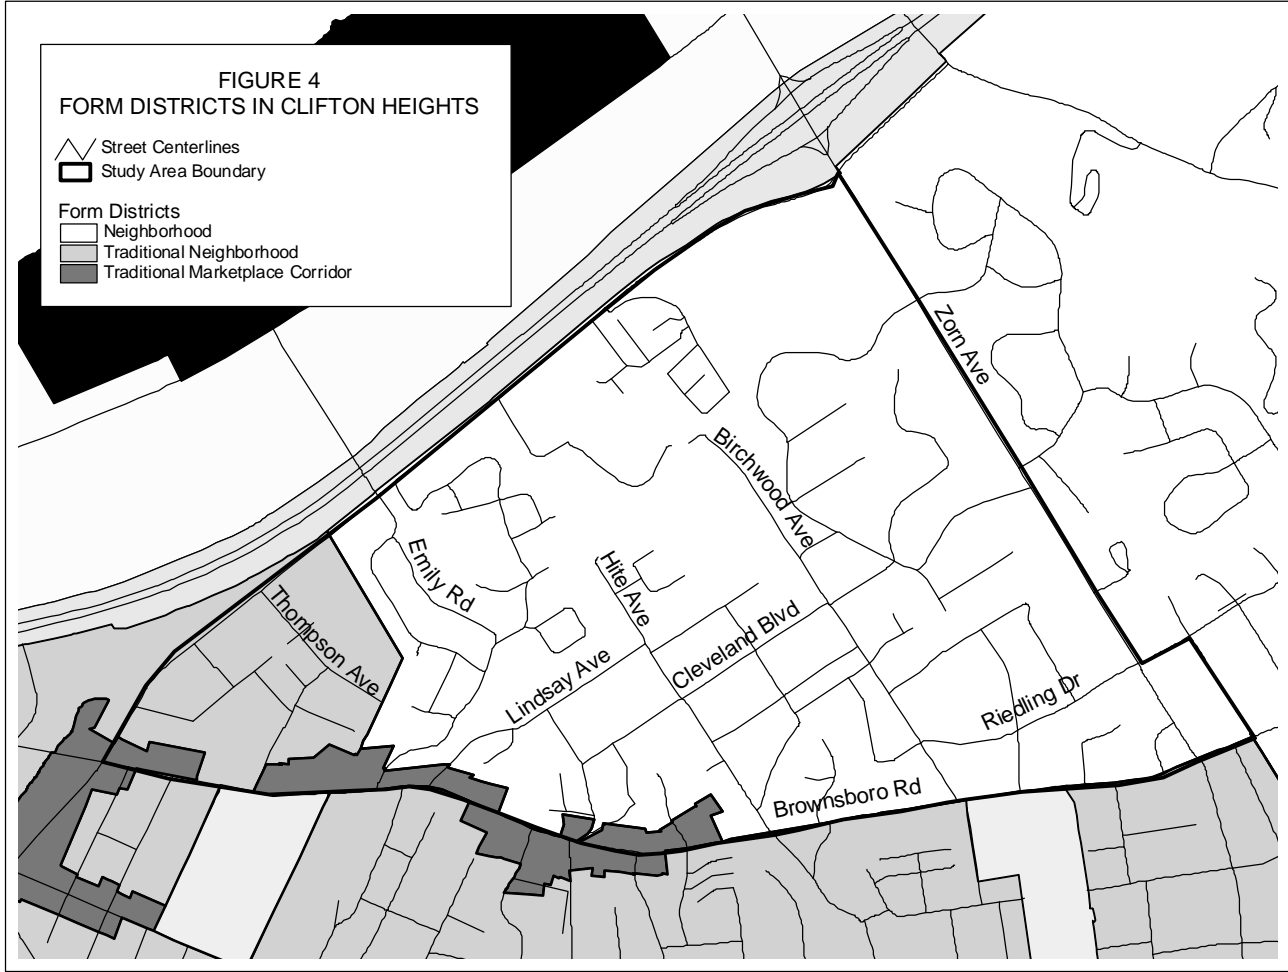 FIGURE 4
FORM DISTRICTS IN CLIFTON HEIGHTS
Street Centerlines
Study Area Boundary
Form Districts
Neighborhood
Traditional Neighborhood
Traditional Marketplace Corridor
Zorn Ave
Birchwood Ave
Emily Rd
Hite Ave
Thompson Ave
Cleveland Blvd
Lindsay Ave
Riedling Dr
Brownsboro Rd